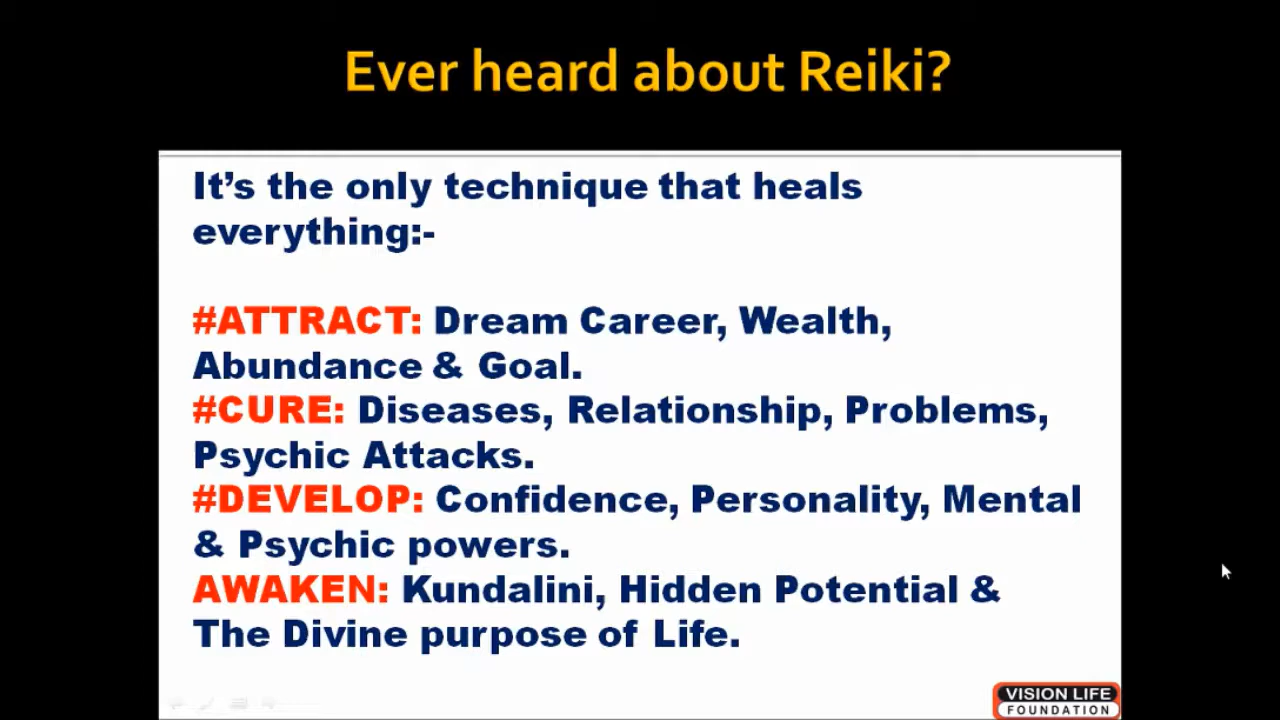 Ever heard about Reiki?
It's the only technique that heals
everything:-
#ATTRACT: Dream Career, Wealth,
Abundance & Goal.
#CURE: Diseases, Relationship, Problems,
Psychic Attacks.
#DEVELOP: Confidence, Personality, Mental
& Psychic powers.
AWAKEN: Kundalini, Hidden Potential &
The Divine purpose of Life.
VISION LIFE
FOUNDATION